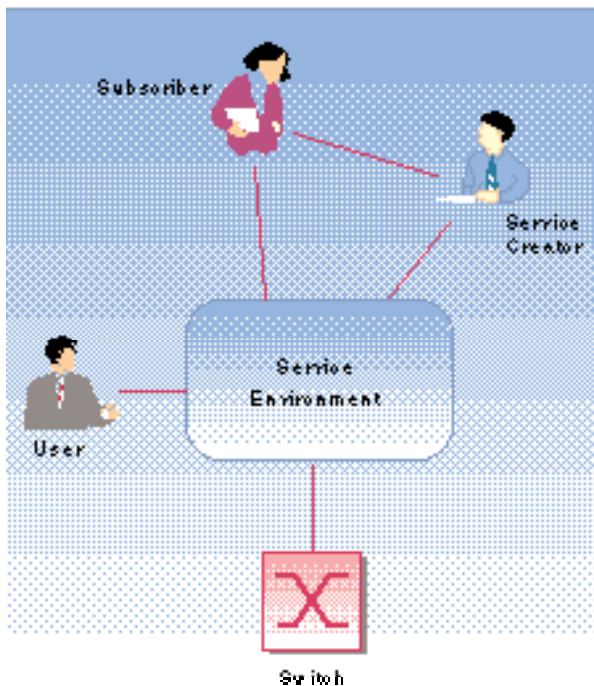 Subscriber
Service
Creator
Service
Environment
User
Switch